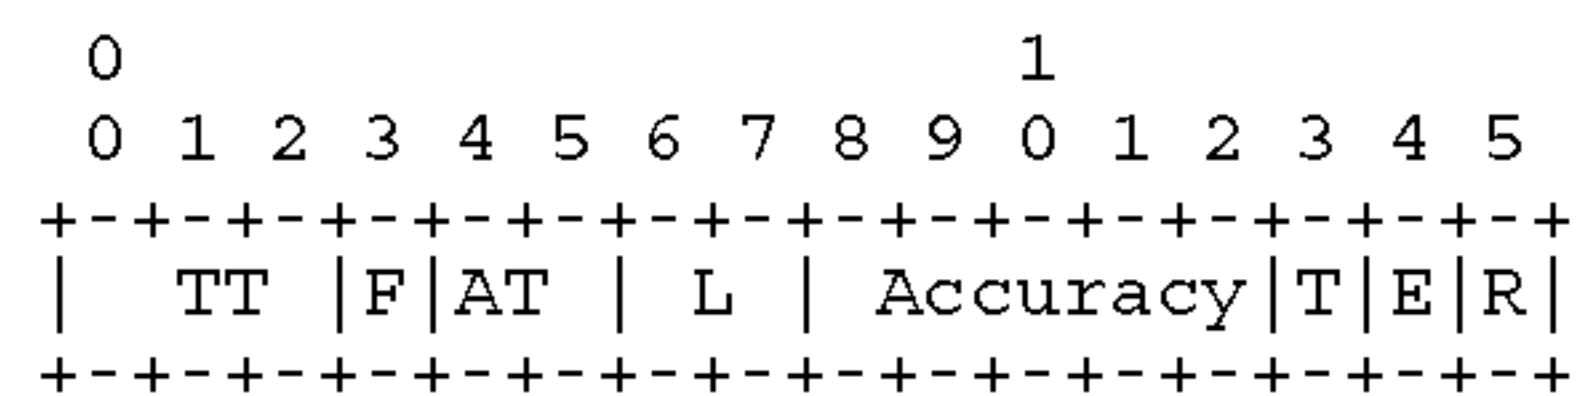 0                   1
0 1 2 3 4 5 6 7 8 9 0 1 2 3 4 5
+-+-+-+-+-+-+-+-+-+-+-+-+-+-+-+-+
|  TT |F|AT | L | Accuracy|T|E|R|
+-+-+-+-+-+-+-+-+-+-+-+-+-+-+-+-+